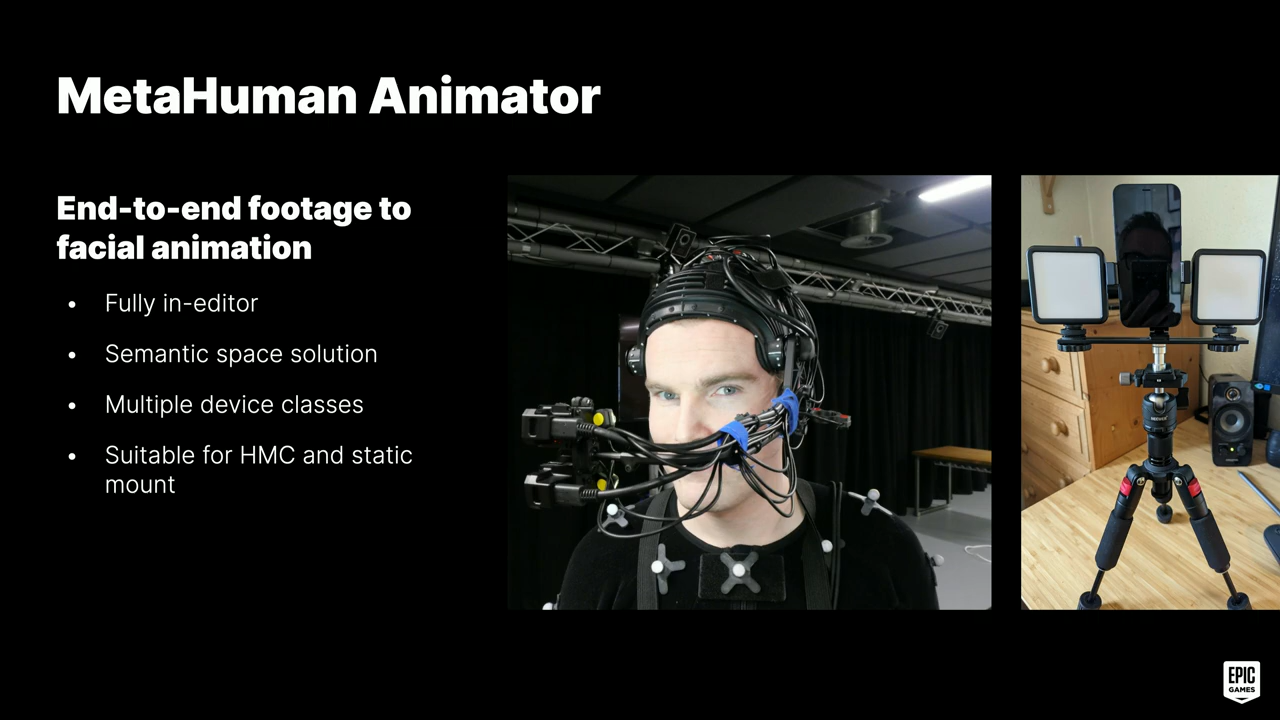 MetaHuman Animator
End-to-end footage to
facial animation
• Fully in-editor
• Semantic space solution
• Multiple device classes
• Suitable for HMC and static
mount
EPIC
GAMES